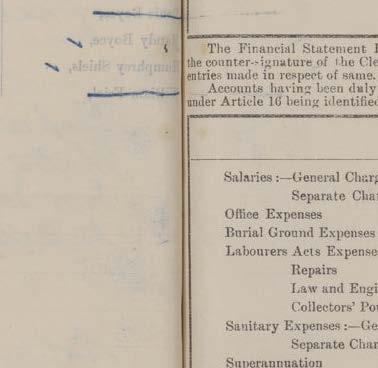 The Financial Statement
the counter-signature of the Cle
entries made in respect of same.
Accounts having been duly
under Article 16 being identified
Salaries :—General Charg
Separate Char
Office Expenses
Burial Ground Expenses
Labourers Acts Expense
Repairs
Law and Engi
Collectors' Pou
Sanitary Expenses :—Ge
Separate Char
Superannuation